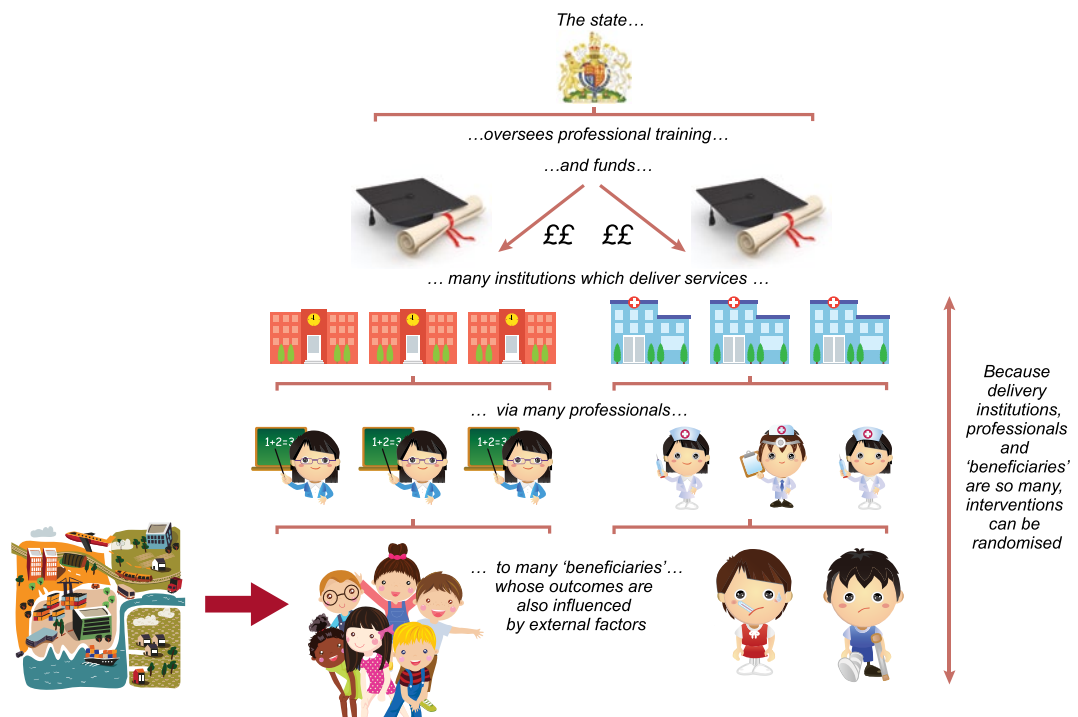 The state…
…oversees professional training…
…and funds…
££ ££
… many institutions which deliver services …
… via many professionals…
1+2=3
1+2=3
1+2=3
… to many ‘beneficiaries’…
whose outcomes are
also influenced
by external factors
Because
delivery
institutions,
professionals
and
‘beneficiaries’
are so many,
interventions
can be
randomised